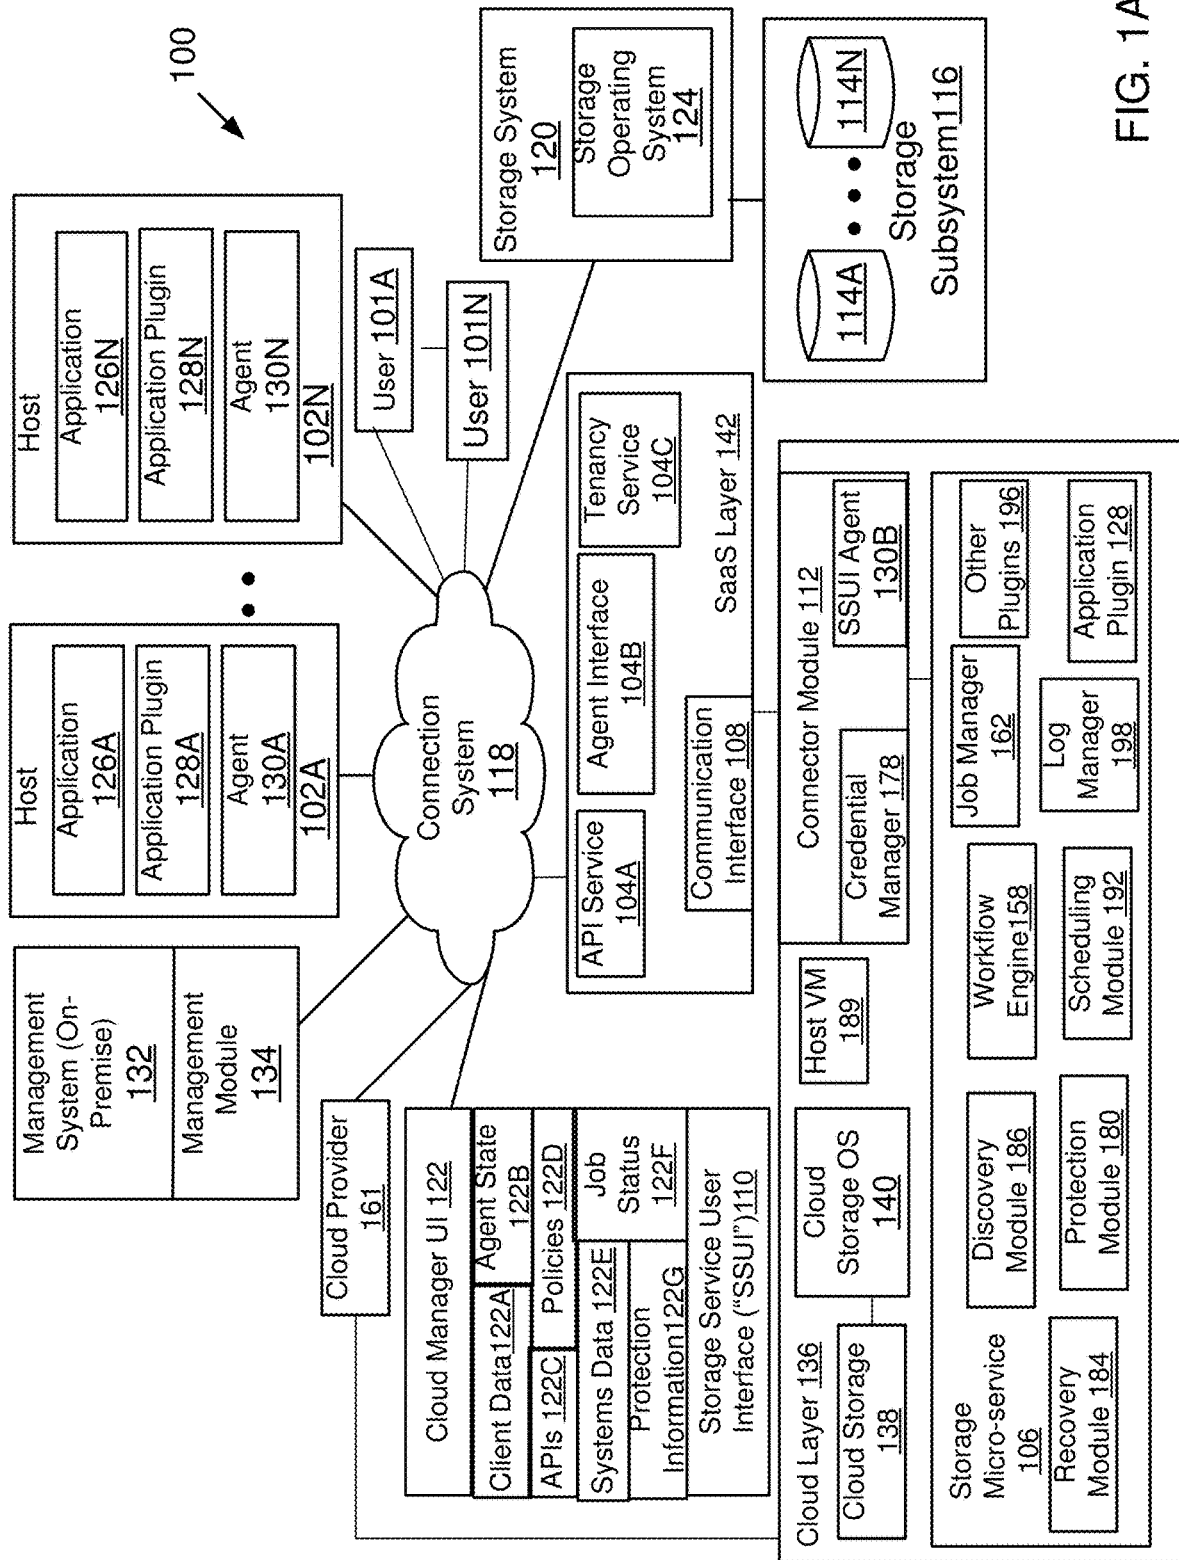 100
Management
System (On-
Premise)
132
Management
Module
134
Host
Application
126A
Application Plugin
128A
Agent
130A
102A
Host
Application
126N
Application Plugin
128N
Agent
130N
102N
User 101A
User 101N
Connection
System
118
Cloud Provider
161
Cloud Manager UI 122
Client Data122A
Agent State
122B
APIs 122C
Policies 122D
Systems Data 122E
Job
Status
122F
Protection
Information122G
Storage Service User
Interface (“SSUI”)110
API Service
104A
Agent Interface
104B
Tenancy
Service
104C
Communication
Interface 108
SaaS Layer 142
Storage System
120
Storage
Operating
System
124
114A
114N
Storage
Subsystem116
Cloud Layer 136
Cloud Storage
138
Cloud
Storage OS
140
Host VM
189
Connector Module 112
Credential
Manager 178
SSUI Agent
130B
Storage
Micro-service
106
Discovery
Module 186
Workflow
Engine158
Job Manager
162
Other
Plugins 196
Recovery
Module 184
Protection
Module 180
Scheduling
Module 192
Log
Manager
198
Application
Plugin 128
FIG. 1A